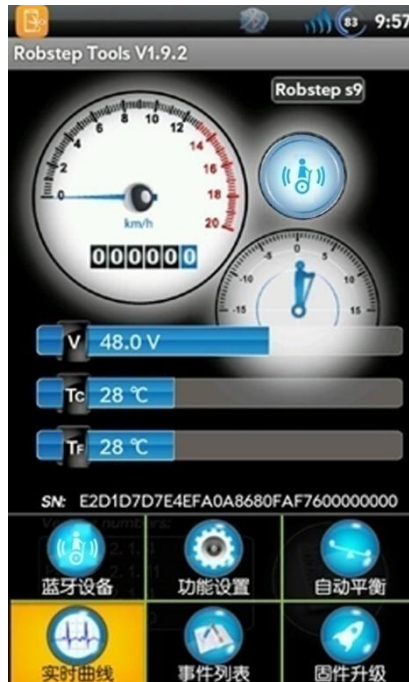 83 9:57
Robstep Tools V1.9.2
Robstep s9
0 2 4 6 8 10 12 14 16 18 20
km/h
000000
-15 -10 -5 0 5 10 15
V 48.0 V
Tc 28 ℃
TF 28 ℃
SN: E2D1D7D7E4EFA0A8680FAF7600000000
蓝牙设备 功能设置 自动平衡
实时曲线 事件列表 固件升级